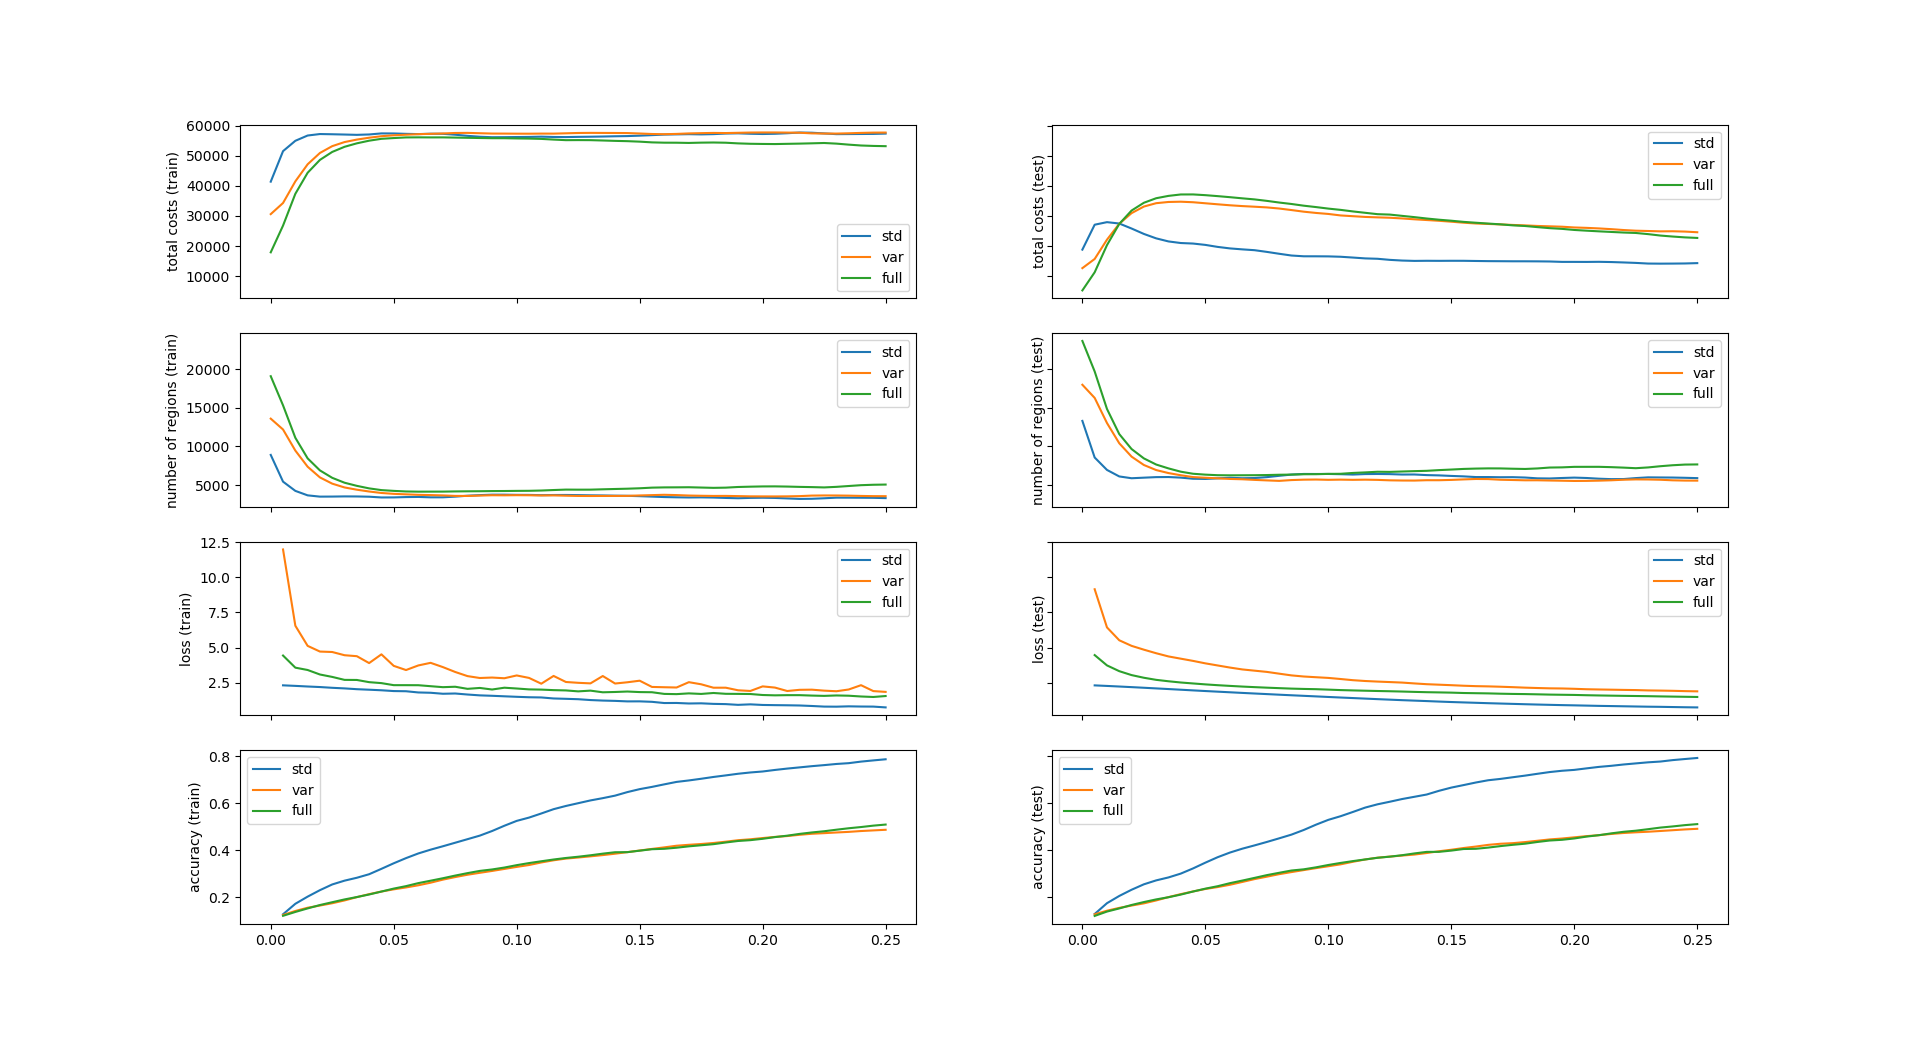 total costs (train)
60000
50000
40000
30000
20000
10000
std
var
full
total costs (test)
std
var
full
number of regions (train)
20000
15000
10000
5000
std
var
full
number of regions (test)
std
var
full
loss (train)
12.5
10.0
7.5
5.0
2.5
std
var
full
loss (test)
std
var
full
accuracy (train)
0.8
0.6
0.4
0.2
std
var
full
0.00 0.05 0.10 0.15 0.20 0.25
accuracy (test)
std
var
full
0.00 0.05 0.10 0.15 0.20 0.25